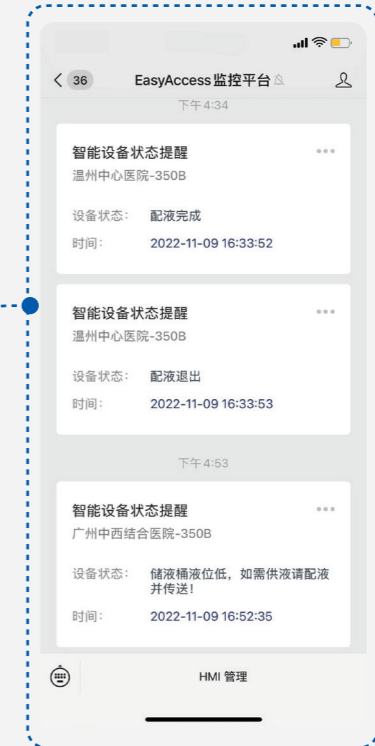 36
EasyAccess监控平台
下午4:34
智能设备状态提醒
温州中心医院-350B
设备状态： 配液完成
时间： 2022-11-09 16:33:52
智能设备状态提醒
温州中心医院-350B
设备状态： 配液退出
时间： 2022-11-09 16:33:53
下午4:53
智能设备状态提醒
广州中西结合医院-350B
设备状态： 储液桶液位低，如需供液请配液
并传送！
时间： 2022-11-09 16:52:35
HMI 管理